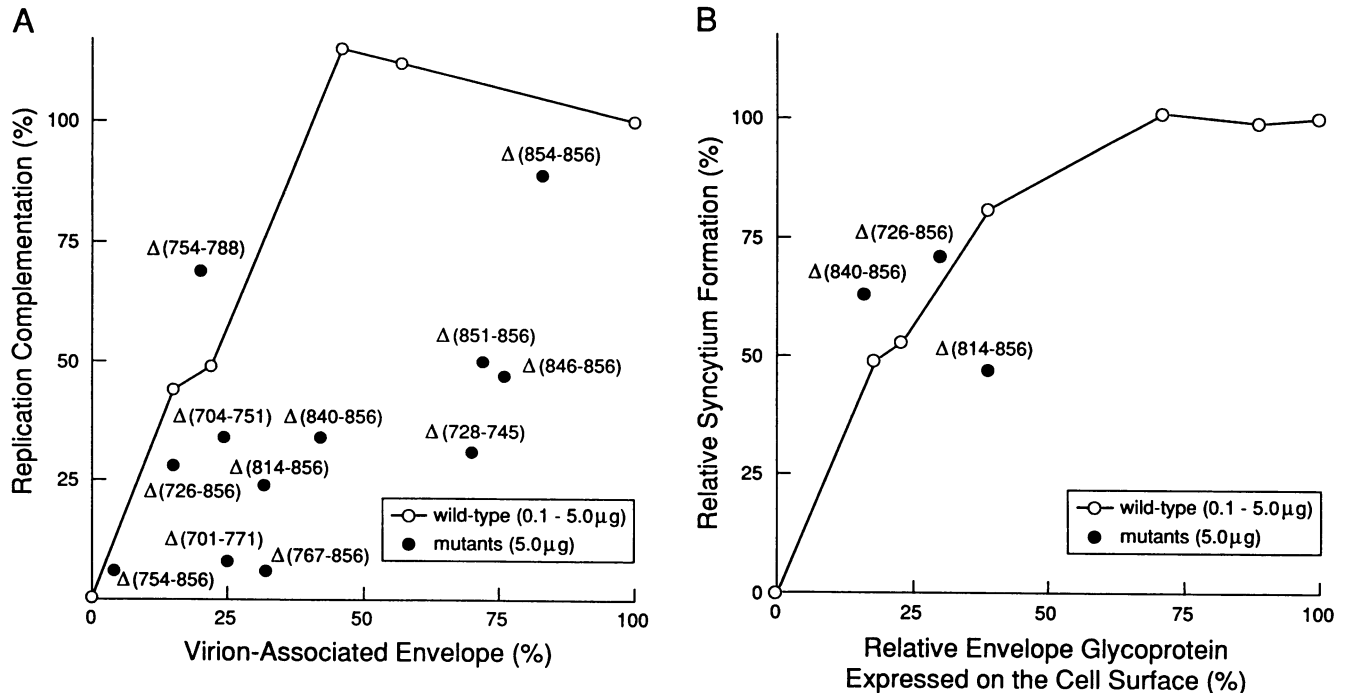 A
Replication Complementation (%)
100
75
50
25
0
Δ(854-856)
Δ(754-788)
Δ(851-856)
Δ(846-856)
Δ(704-751)
Δ(840-856)
Δ(728-745)
Δ(814-856)
Δ(726-856)
Δ(701-771)
Δ(767-856)
Δ(754-856)
wild-type (0.1 - 5.0μg)
mutants (5.0μg)
0 25 50 75 100
Virion-Associated Envelope (%)
B
Relative Syncytium Formation (%)
100
75
50
25
0
Δ(726-856)
Δ(840-856)
Δ(814-856)
wild-type (0.1 - 5.0μg)
mutants (5.0μg)
0 25 50 75 100
Relative Envelope Glycoprotein
Expressed on the Cell Surface (%)